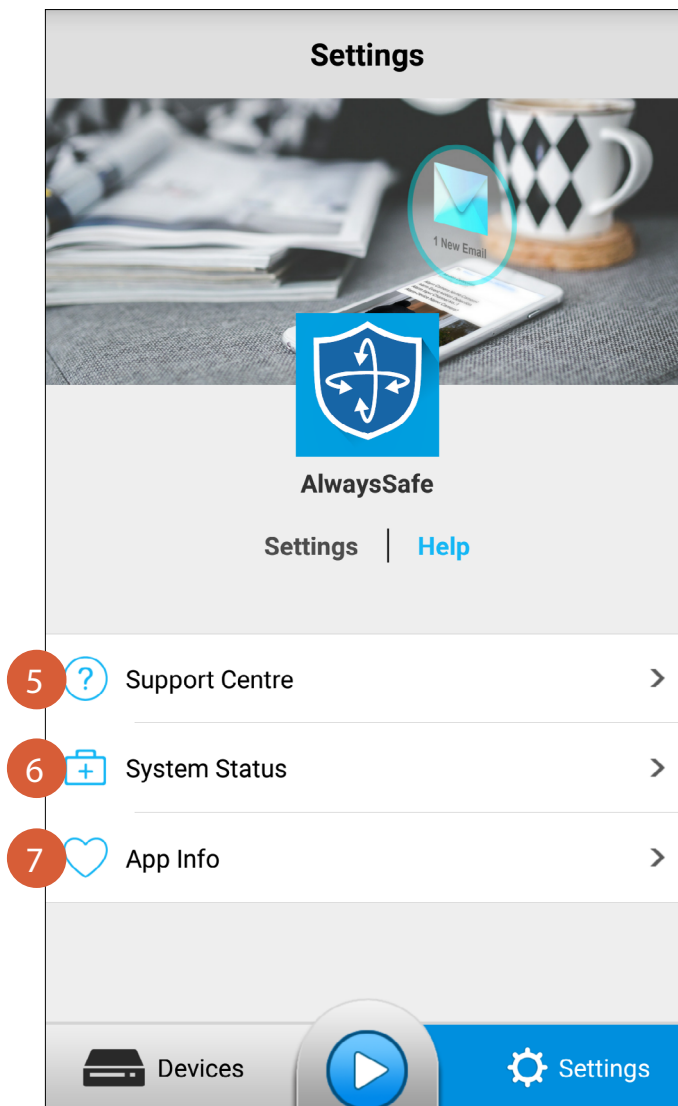 Settings
1 New Email
AlwaysSafe
Settings | Help
5 ? Support Centre
6 System Status
7 App Info
Devices
Settings